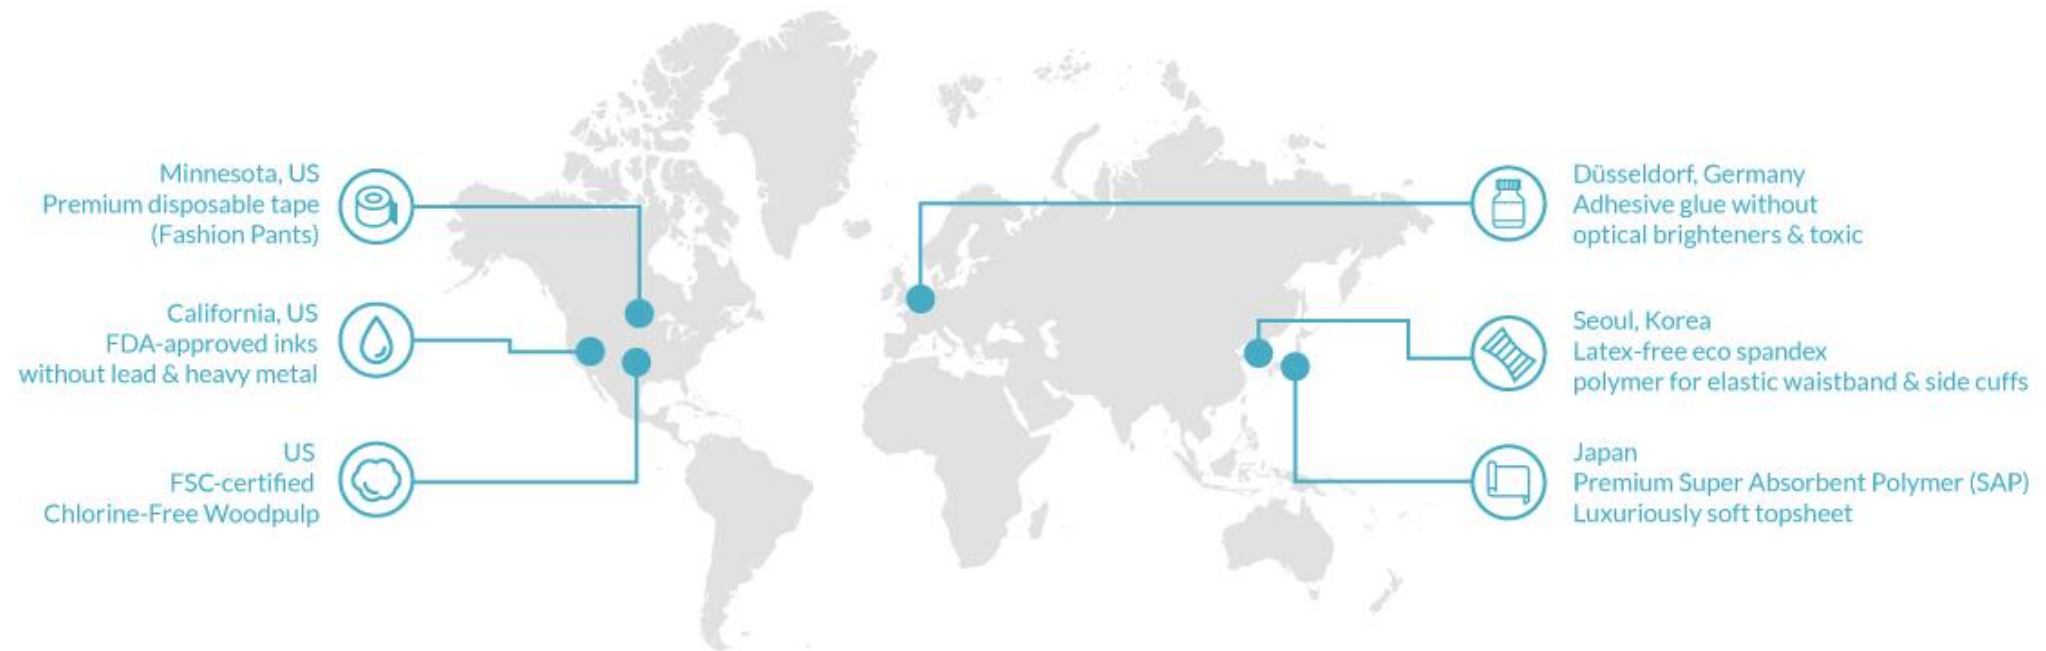 Minnesota, US
Premium disposable tape
(Fashion Pants)
California, US
FDA-approved inks
without lead & heavy metal
US
FSC-certified
Chlorine-Free Woodpulp
Düsseldorf, Germany
Adhesive glue without
optical brighteners & toxic
Seoul, Korea
Latex-free eco spandex
polymer for elastic waistband & side cuffs
Japan
Premium Super Absorbent Polymer (SAP)
Luxuriously soft topsheet